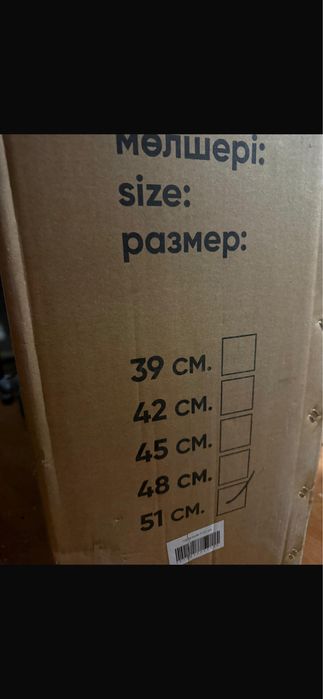 мөлшері:
size:
размер:
39 см.
42 см.
45 см.
48 см.
51 см.